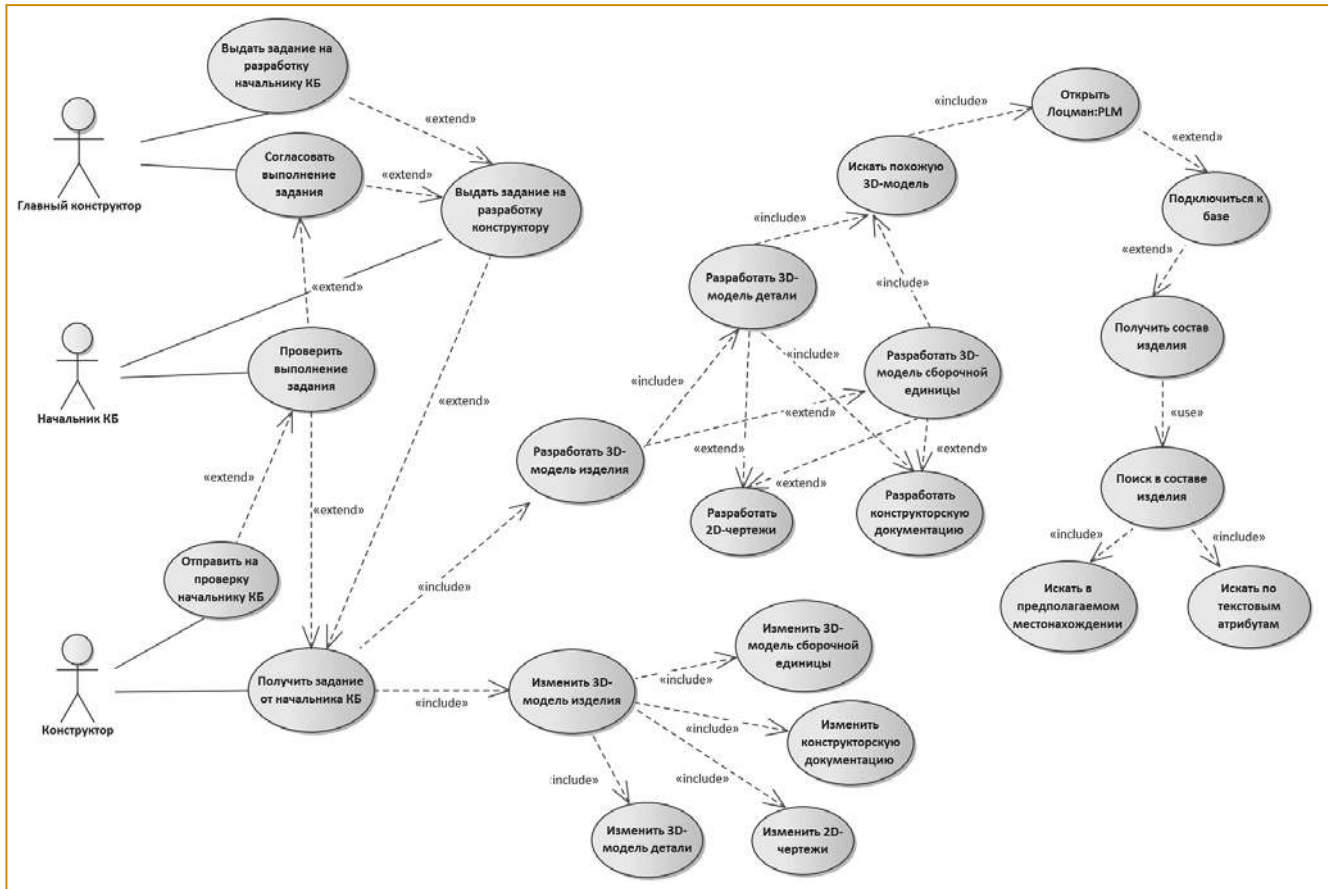 Выдать задание на
разработку
начальнику КБ
«extend»
Главный конструктор
Согласовать
выполнение
задания
«extend»
Выдать задание на
разработку
конструктору
«extend»
Начальник КБ
Проверить
выполнение
задания
«extend»
«extend»
«extend»
Отправить на
проверку
начальнику КБ
Конструктор
Получить задание
от начальника КБ
«include»
«include»
Разработать 3D-
модель изделия
«include»
«extend»
Разработать 3D-
модель детали
«include»
«include»
«extend»
Искать похожую
3D-модель
«include»
«include»
Разработать 3D-
модель сборочной
единицы
«extend»
«extend»
Разработать
2D-чертежи
Разработать
конструкторскую
документацию
Открыть
Лоцман:PLM
«extend»
Подключиться к
базе
«extend»
Получить состав
изделия
«use»
Поиск в составе
изделия
«include»
«include»
Искать в
предполагаемом
местонахождении
Искать по
текстовым
атрибутам
Изменить 3D-
модель изделия
«include»
«include»
«include»
«include»
Изменить 3D-
модель сборочной
единицы
Изменить
конструкторскую
документацию
Изменить 3D-
модель детали
Изменить 2D-
чертежи